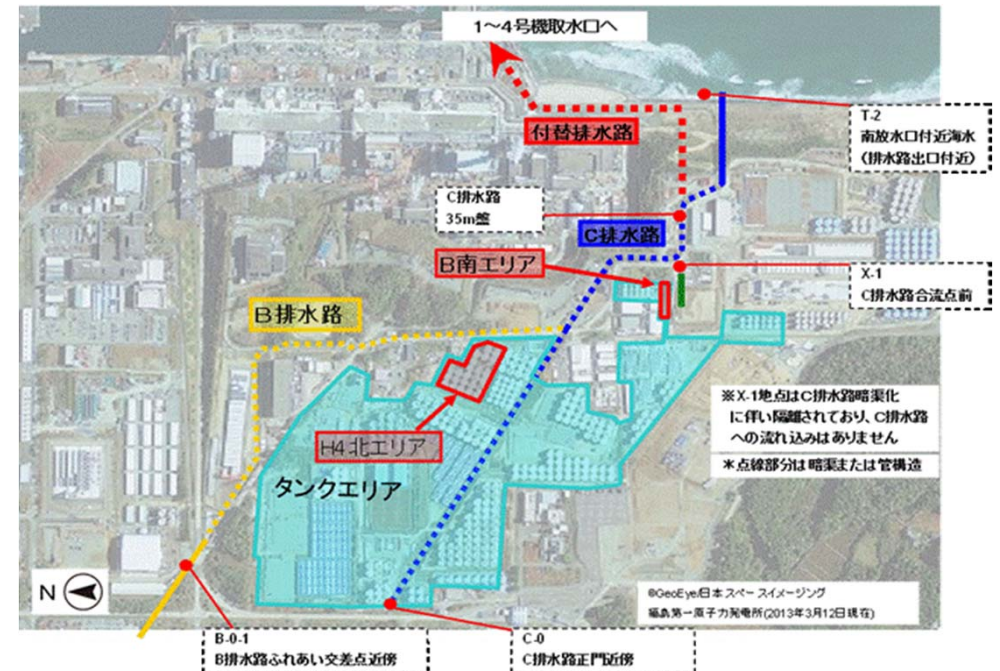 1～4号機取水口へ
付替排水路
T-2
南放水口付近海水
(排水路出口付近)
C排水路
35m盤
C排水路
B南エリア
X-1
C排水路合流点前
B排水路
※X-1地点はC排水路暗渠化
に伴い隔離されており、C排水路
への流れ込みはありません
*点線部分は暗渠または管構造
H4北エリア
タンクエリア
N
©GeoEye/日本スペースイメージング
福島第一原子力発電所(2013年3月12日現在)
B-0-1
B排水路ふれあい交差点近傍
C-0
C排水路正門近傍